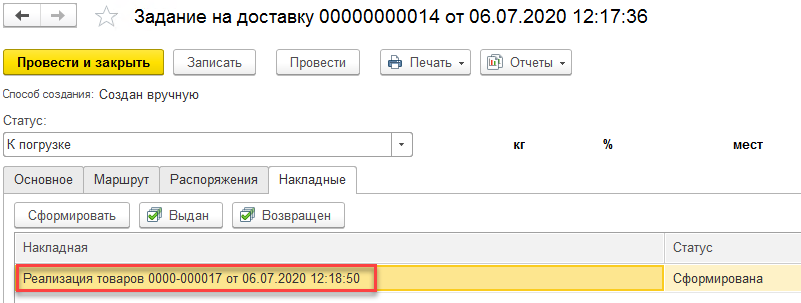 Задание на доставку 00000000014 от 06.07.2020 12:17:36
Провести и закрыть Записать Провести Печать Отчеты
Способ создания: Создан вручную
Статус:
К погрузке кг % мест
Основное Маршрут Распоряжения Накладные
Сформировать Выдан Возвращен
Накладная Статус
Реализация товаров 0000-000017 от 06.07.2020 12:18:50 Сформирована